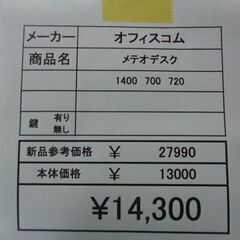 メーカー オフィスコム
商品名 メテオデスク
1400 700 720
鍵 有り
無し
新品参考価格 ¥ 27990
本体価格 ¥ 13000
¥14,300